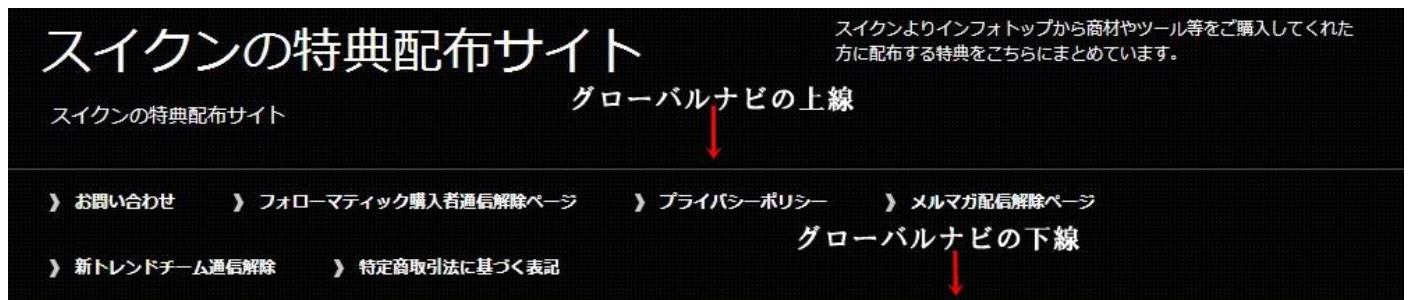 スイクンの特典配布サイト
スイクンよりインフォトップから商材やツール等をご購入してくれた
方に配布する特典をこちらにまとめています。
スイクンの特典配布サイト
グローバルナビの上線
》 お問い合わせ 》 フォローマティック購入者通信解除ページ 》 プライバシーポリシー 》 メルマガ配信解除ページ
グローバルナビの下線
》 新トレンドチーム通信解除 》 特定商取引法に基づく表記